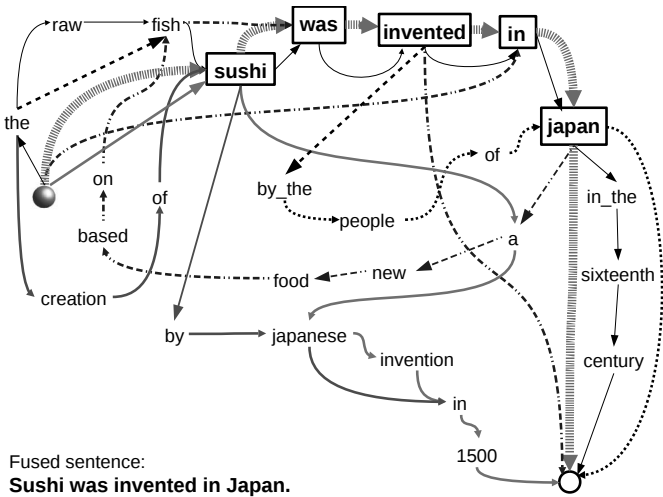 raw
fish
was
invented
in
sushi
the
japan
of
on
by_the
in_the
of
people
based
a
new
food
sixteenth
creation
by
japanese
invention
century
in
1500
Fused sentence:
Sushi was invented in Japan.